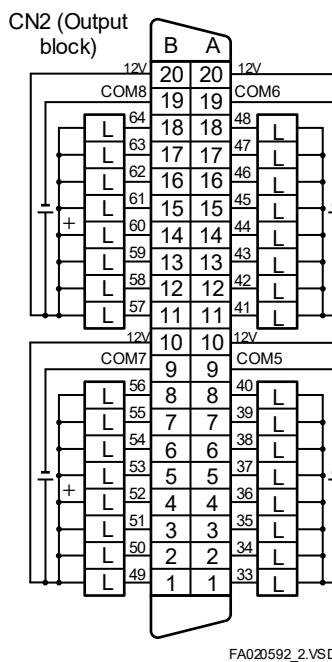 CN2 (Output
block)
B A
12V 20 20 12V
COM8 19 19 COM6
64 L 18 18 48 L
63 L 17 17 47 L
62 L 16 16 46 L
61 L 15 15 45 L
+ 60 L 14 14 44 L
59 L 13 13 43 L
58 L 12 12 42 L
57 L 11 11 41 L
12V 10 10 12V
COM7 9 9 COM5
56 L 8 8 40 L
55 L 7 7 39 L
54 L 6 6 38 L
53 L 5 5 37 L
+ 52 L 4 4 36 L
51 L 3 3 35 L
50 L 2 2 34 L
49 L 1 1 33 L
FA020592_2.VSD